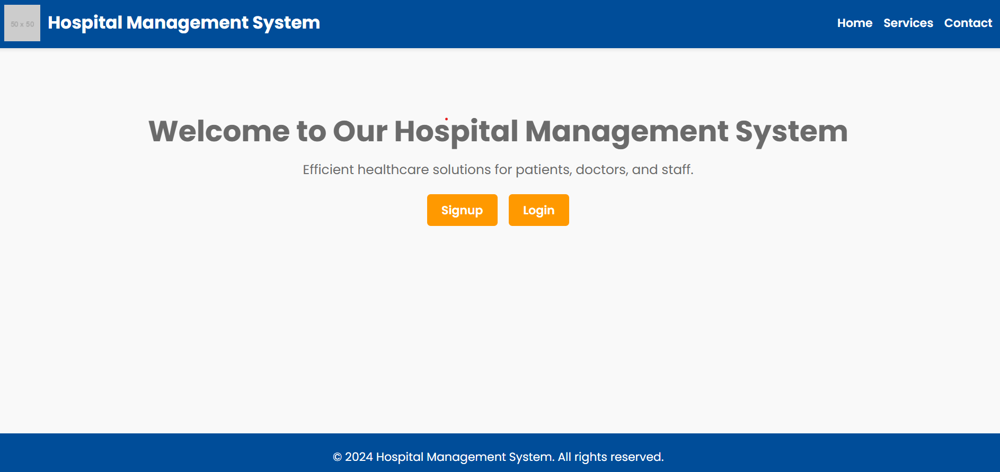 50 x 50
Hospital Management System
Home Services Contact
Welcome to Our Hospital Management System
Efficient healthcare solutions for patients, doctors, and staff.
Signup Login
© 2024 Hospital Management System. All rights reserved.